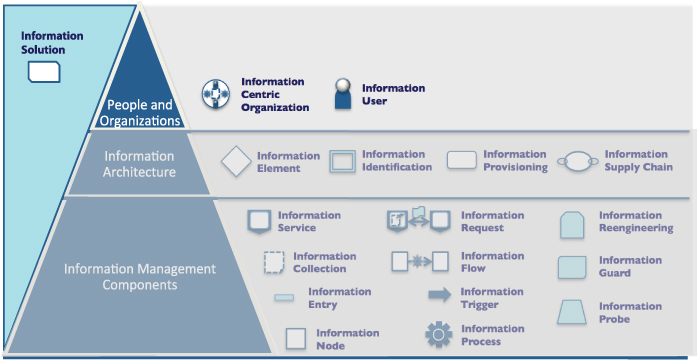 Information
Solution
People and
Organizations
Information
Centric
Organization
Information
User
Information
Architecture
Information
Element
Information
Identification
Information
Provisioning
Information
Supply Chain
Information Management
Components
Information
Service
Information
Request
Information
Reengineering
Information
Collection
Information
Flow
Information
Guard
Information
Entry
Information
Trigger
Information
Probe
Information
Node
Information
Process